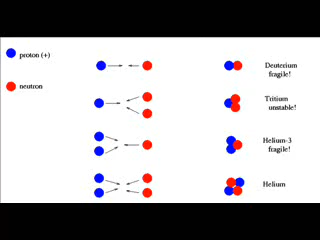 proton (+)
neutron
Deuterium
fragile!
Tritium
unstable!
Helium-3
fragile!
Helium